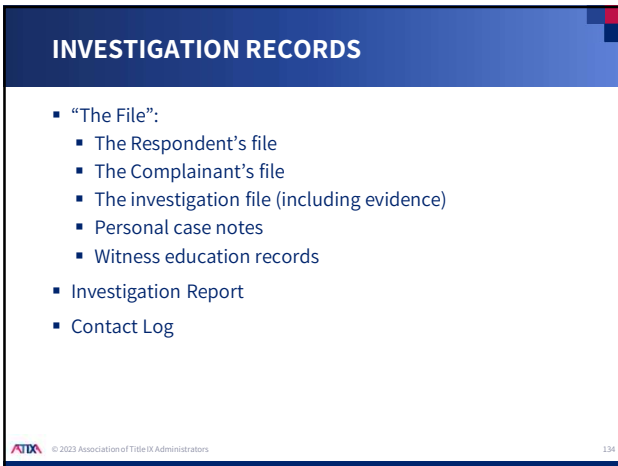 INVESTIGATION RECORDS
▪ “The File”:
▪ The Respondent’s file
▪ The Complainant’s file
▪ The investigation file (including evidence)
▪ Personal case notes
▪ Witness education records
▪ Investigation Report
▪ Contact Log
ATIXA © 2023 Association of Title IX Administrators
134